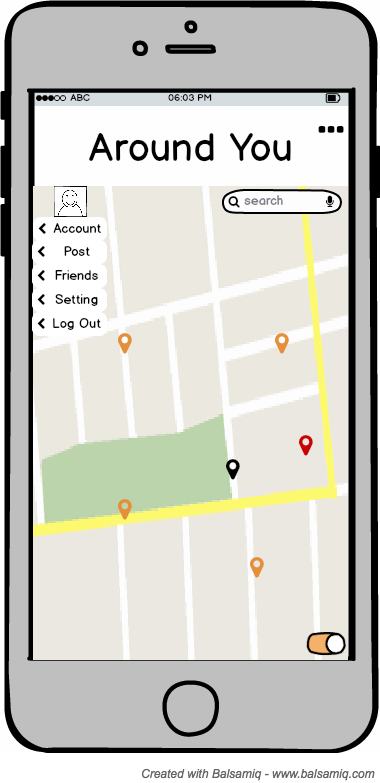 ABC 06:03 PM
Around You
search
Account
Post
Friends
Setting
Log Out
Created with Balsamiq - www.balsamiq.com